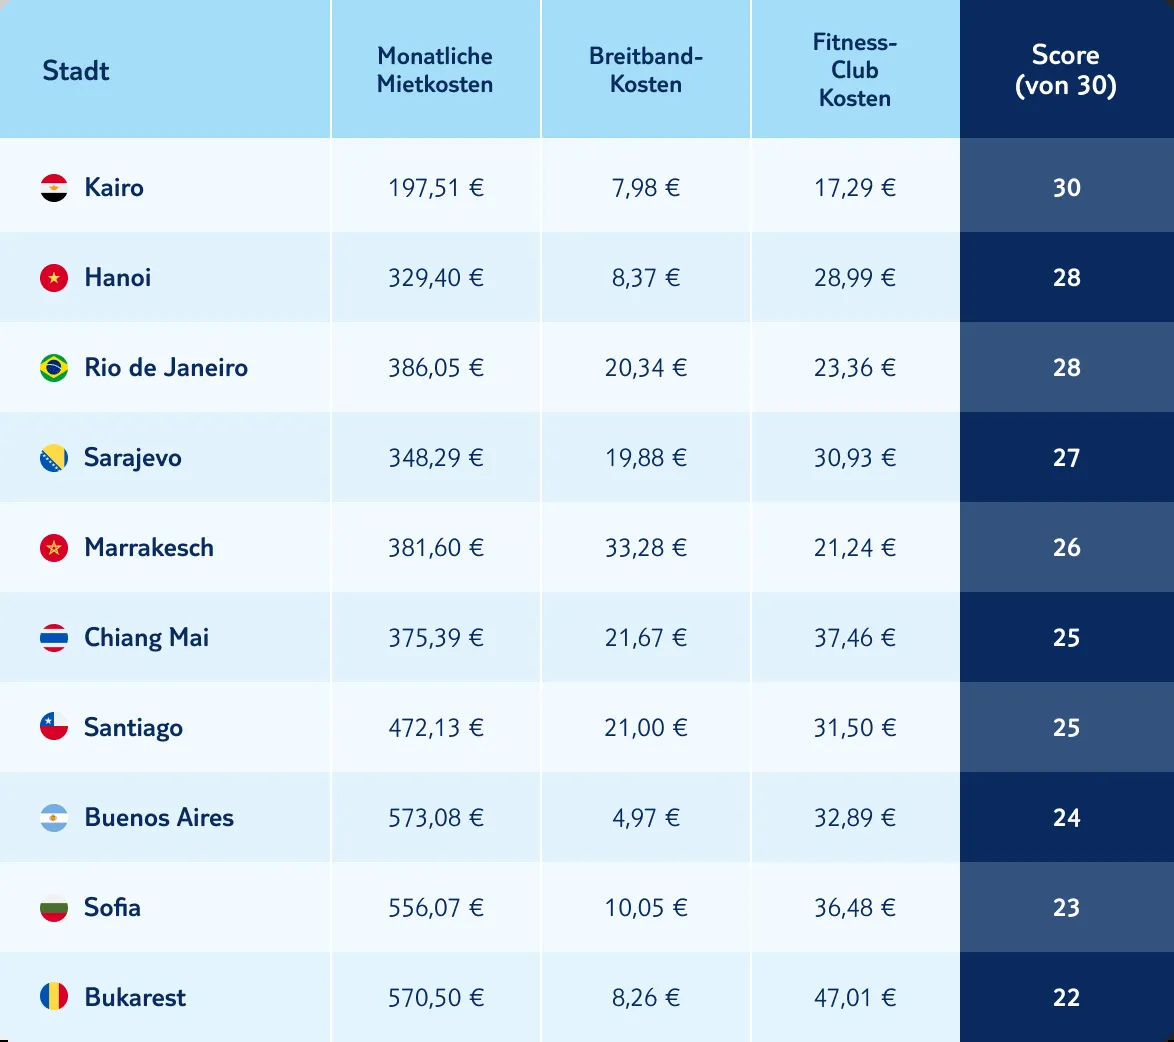 Stadt
Monatliche
Mietkosten
Breitband-
Kosten
Fitness-
Club
Kosten
Score
(von 30)
Kairo 197,51 € 7,98 € 17,29 € 30
Hanoi 329,40 € 8,37 € 28,99 € 28
Rio de Janeiro 386,05 € 20,34 € 23,36 € 28
Sarajevo 348,29 € 19,88 € 30,93 € 27
Marrakesch 381,60 € 33,28 € 21,24 € 26
Chiang Mai 375,39 € 21,67 € 37,46 € 25
Santiago 472,13 € 21,00 € 31,50 € 25
Buenos Aires 573,08 € 4,97 € 32,89 € 24
Sofia 556,07 € 10,05 € 36,48 € 23
Bukarest 570,50 € 8,26 € 47,01 € 22